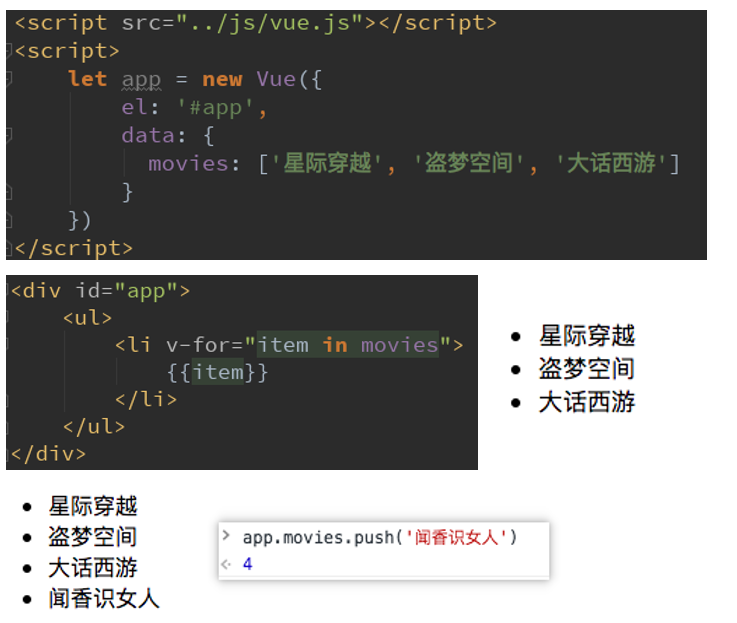 <script src="../js/vue.js"></script>
<script>
    let app = new Vue({
        el: '#app',
        data: {
          movies: ['星际穿越', '盗梦空间', '大话西游']
        }
    })
</script>
<div id="app">
    <ul>
        <li v-for="item in movies">
            {{item}}
        </li>
    </ul>
</div>
• 星际穿越
• 盗梦空间
• 大话西游
• 星际穿越
• 盗梦空间
• 大话西游
• 闻香识女人
> app.movies.push('闻香识女人')
<· 4